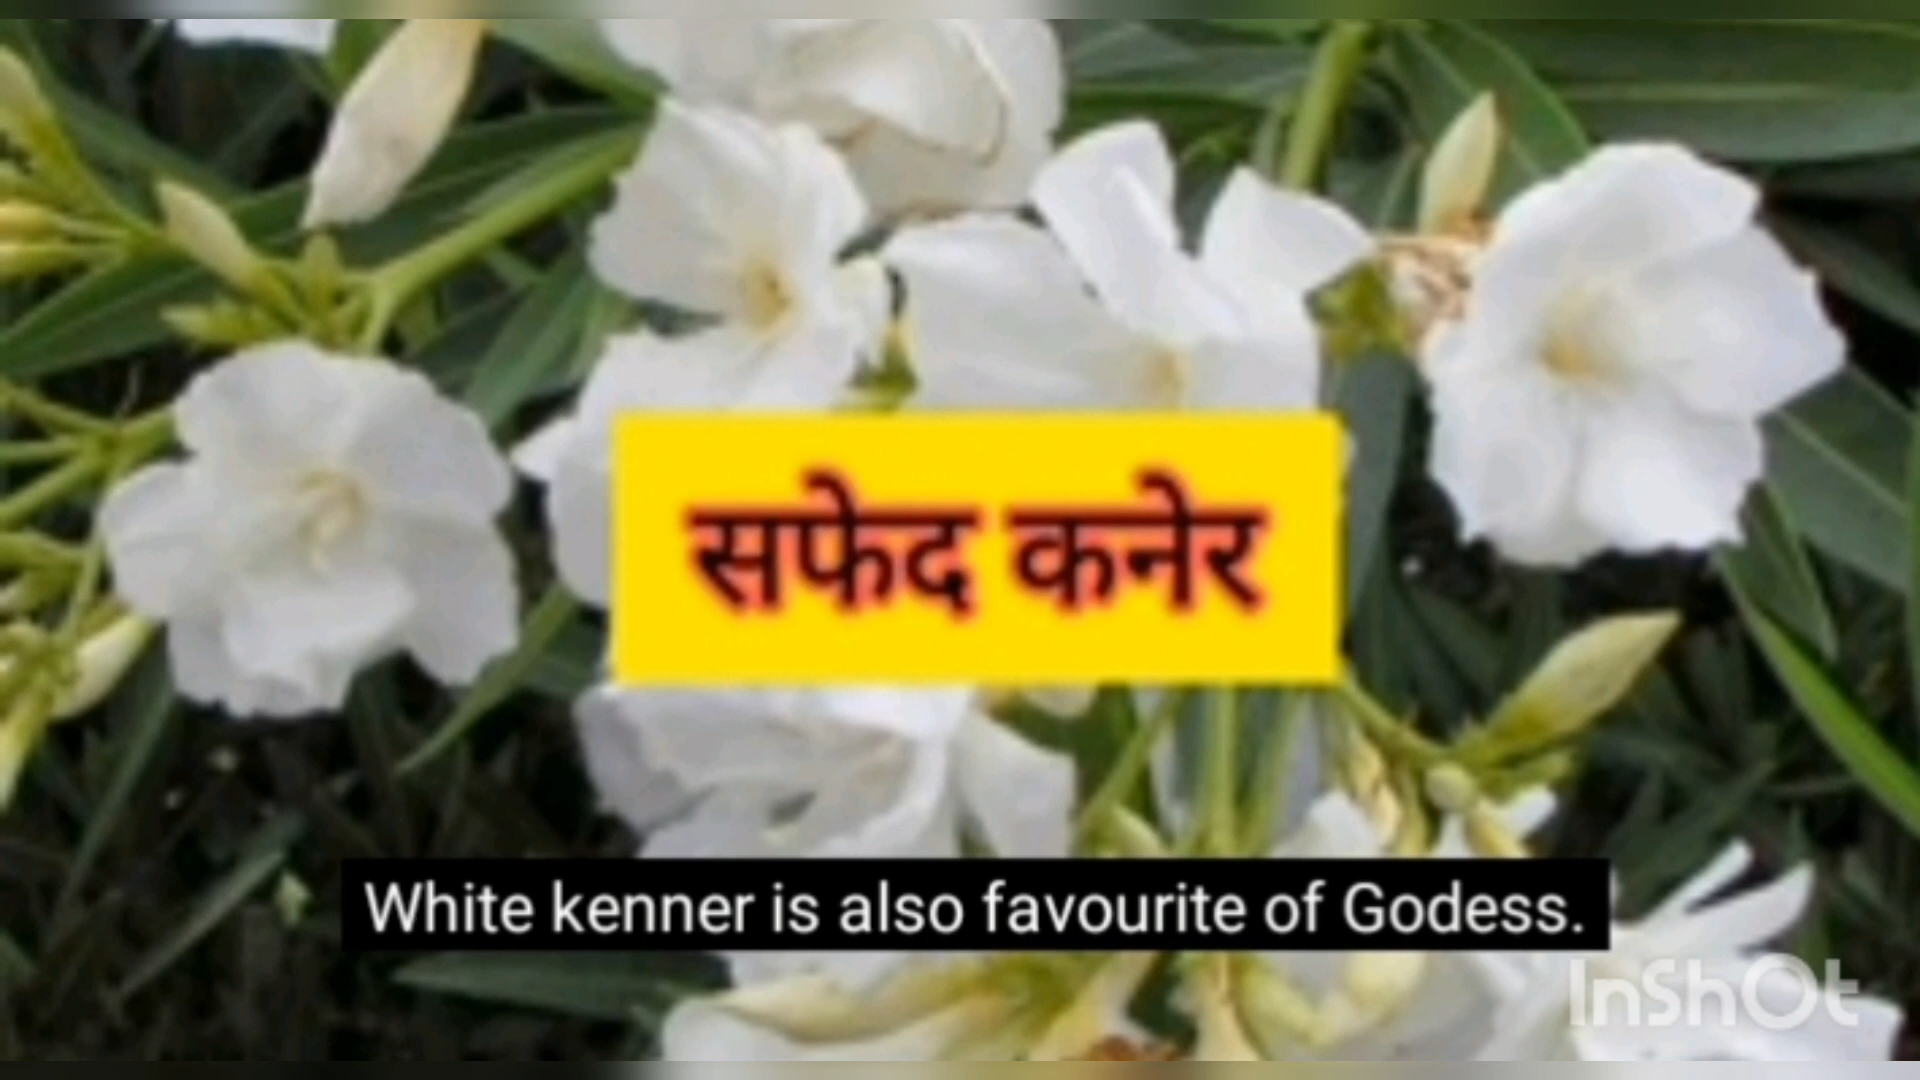 सफेद कनेर
White kenner is also favourite of Godess.
InShOt